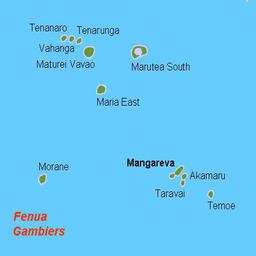 Tenanaro
Tenarunga
Vahanga
Maturei Vavao
Marutea South
Maria East
Morane
Mangareva
Akamaru
Taravai
Temoe
Fenua
Gambiers